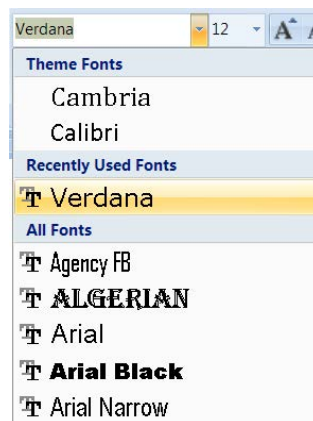 Verdana 12 A
Theme Fonts
Cambria
Calibri
Recently Used Fonts
Verdana
All Fonts
Agency FB
ALGERIAN
Arial
Arial Black
Arial Narrow